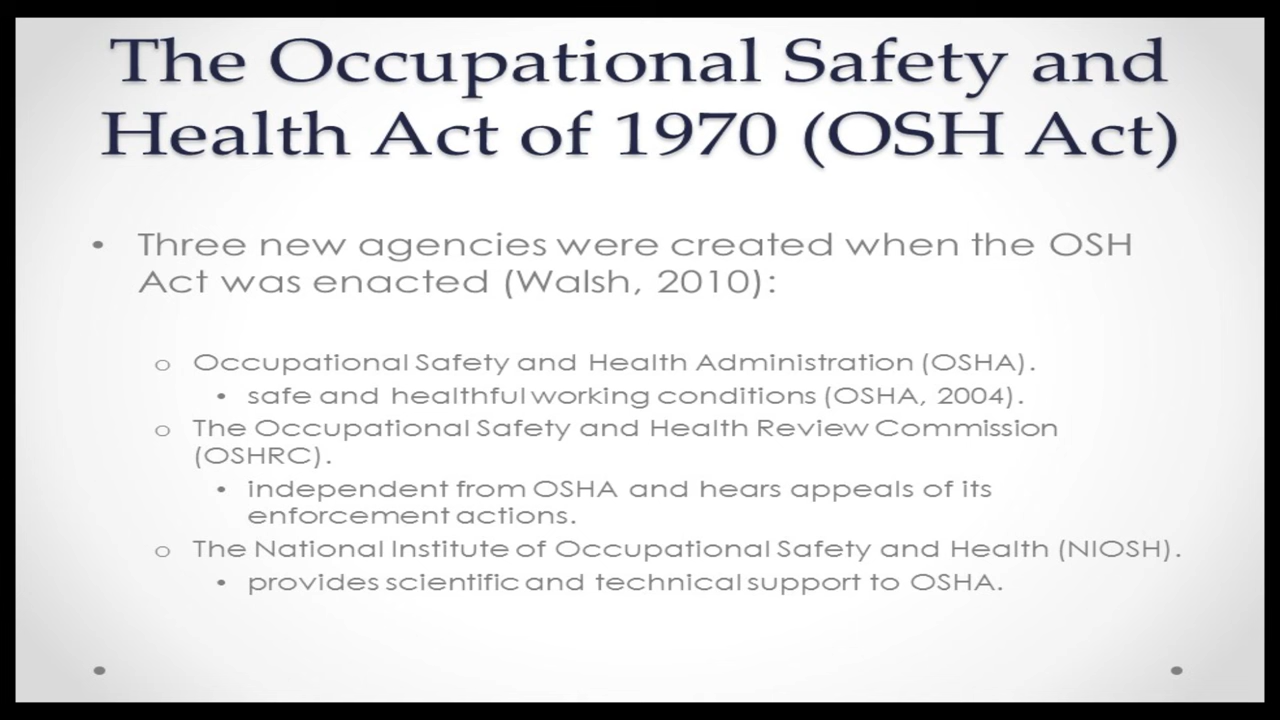 The Occupational Safety and
Health Act of 1970 (OSH Act)
• Three new agencies were created when the OSH
Act was enacted (Walsh, 2010):
o Occupational Safety and Health Administration (OSHA).
• safe and healthful working conditions (OSHA, 2004).
o The Occupational Safety and Health Review Commission
(OSHRC).
• independent from OSHA and hears appeals of its
enforcement actions.
o The National Institute of Occupational Safety and Health (NIOSH).
• provides scientific and technical support to OSHA.